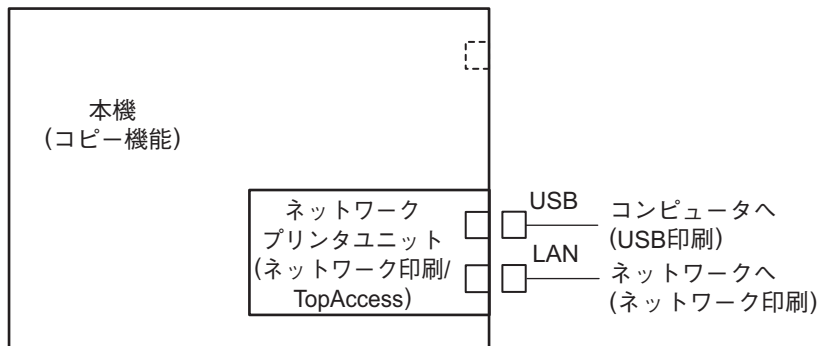 本機
(コピー機能)
ネットワーク
プリンタユニット
(ネットワーク印刷/
TopAccess)
USB
コンピュータへ
(USB印刷)
LAN
ネットワークへ
(ネットワーク印刷)